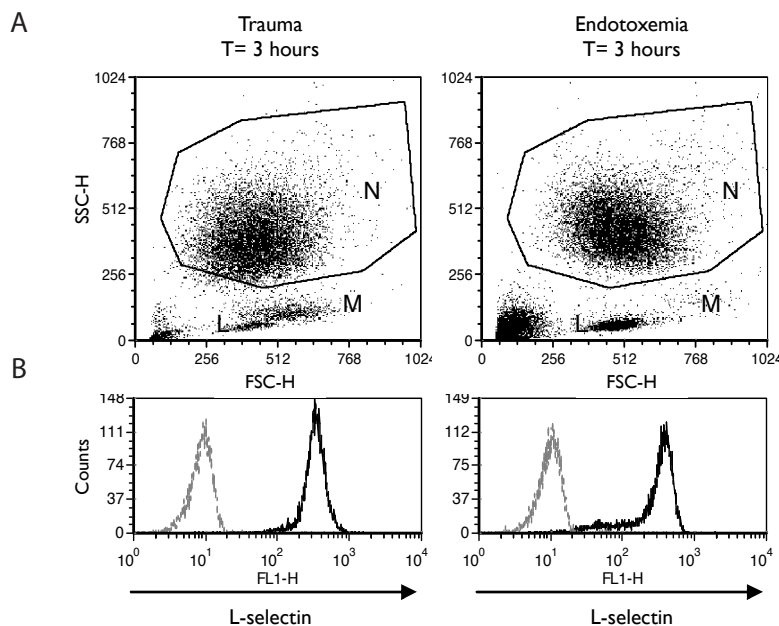 A
Trauma
T= 3 hours
Endotoxemia
T= 3 hours
SSC-H
1024
768
512
256
0
N
L
M
0 256 512 768 1024
FSC-H
1024
768
512
256
0
N
L
M
0 256 512 768 1024
FSC-H
B
Counts
148
111
74
37
0
10^0 10^1 10^2 10^3 10^4
FL1-H
L-selectin
149
112
75
37
0
10^0 10^1 10^2 10^3 10^4
FL1-H
L-selectin